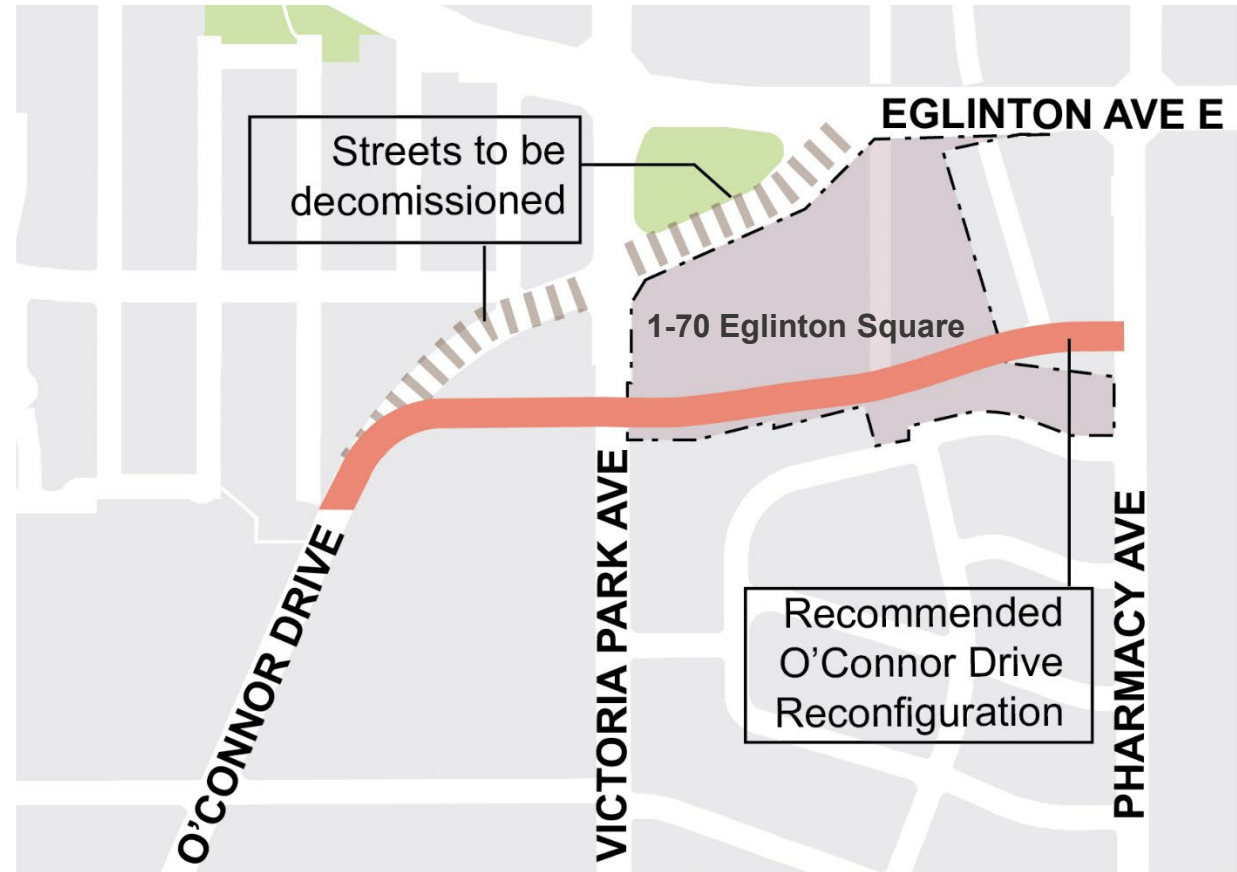 EGLINTON AVE E
Streets to be
decomissioned
1-70 Eglinton Square
O'CONNOR DRIVE
VICTORIA PARK AVE
Recommended
O'Connor Drive
Reconfiguration
PHARMACY AVE